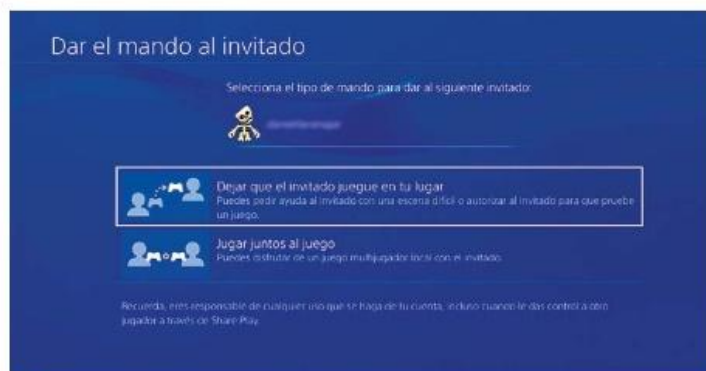 Dar el mando al invitado
Selecciona el tipo de mando para dar al siguiente invitado:
Dejar que el invitado juegue en tu lugar
Puedes pedir ayuda al invitado con una escena difícil o autorizar al invitado para que pruebe
un juego.
Jugar juntos al juego
Puedes disfrutar de un juego multijugador local con el invitado.
Recuerda, eres responsable de cualquier uso que se haga de tu cuenta, incluso cuando le das control a otro
jugador a través de Share Play.